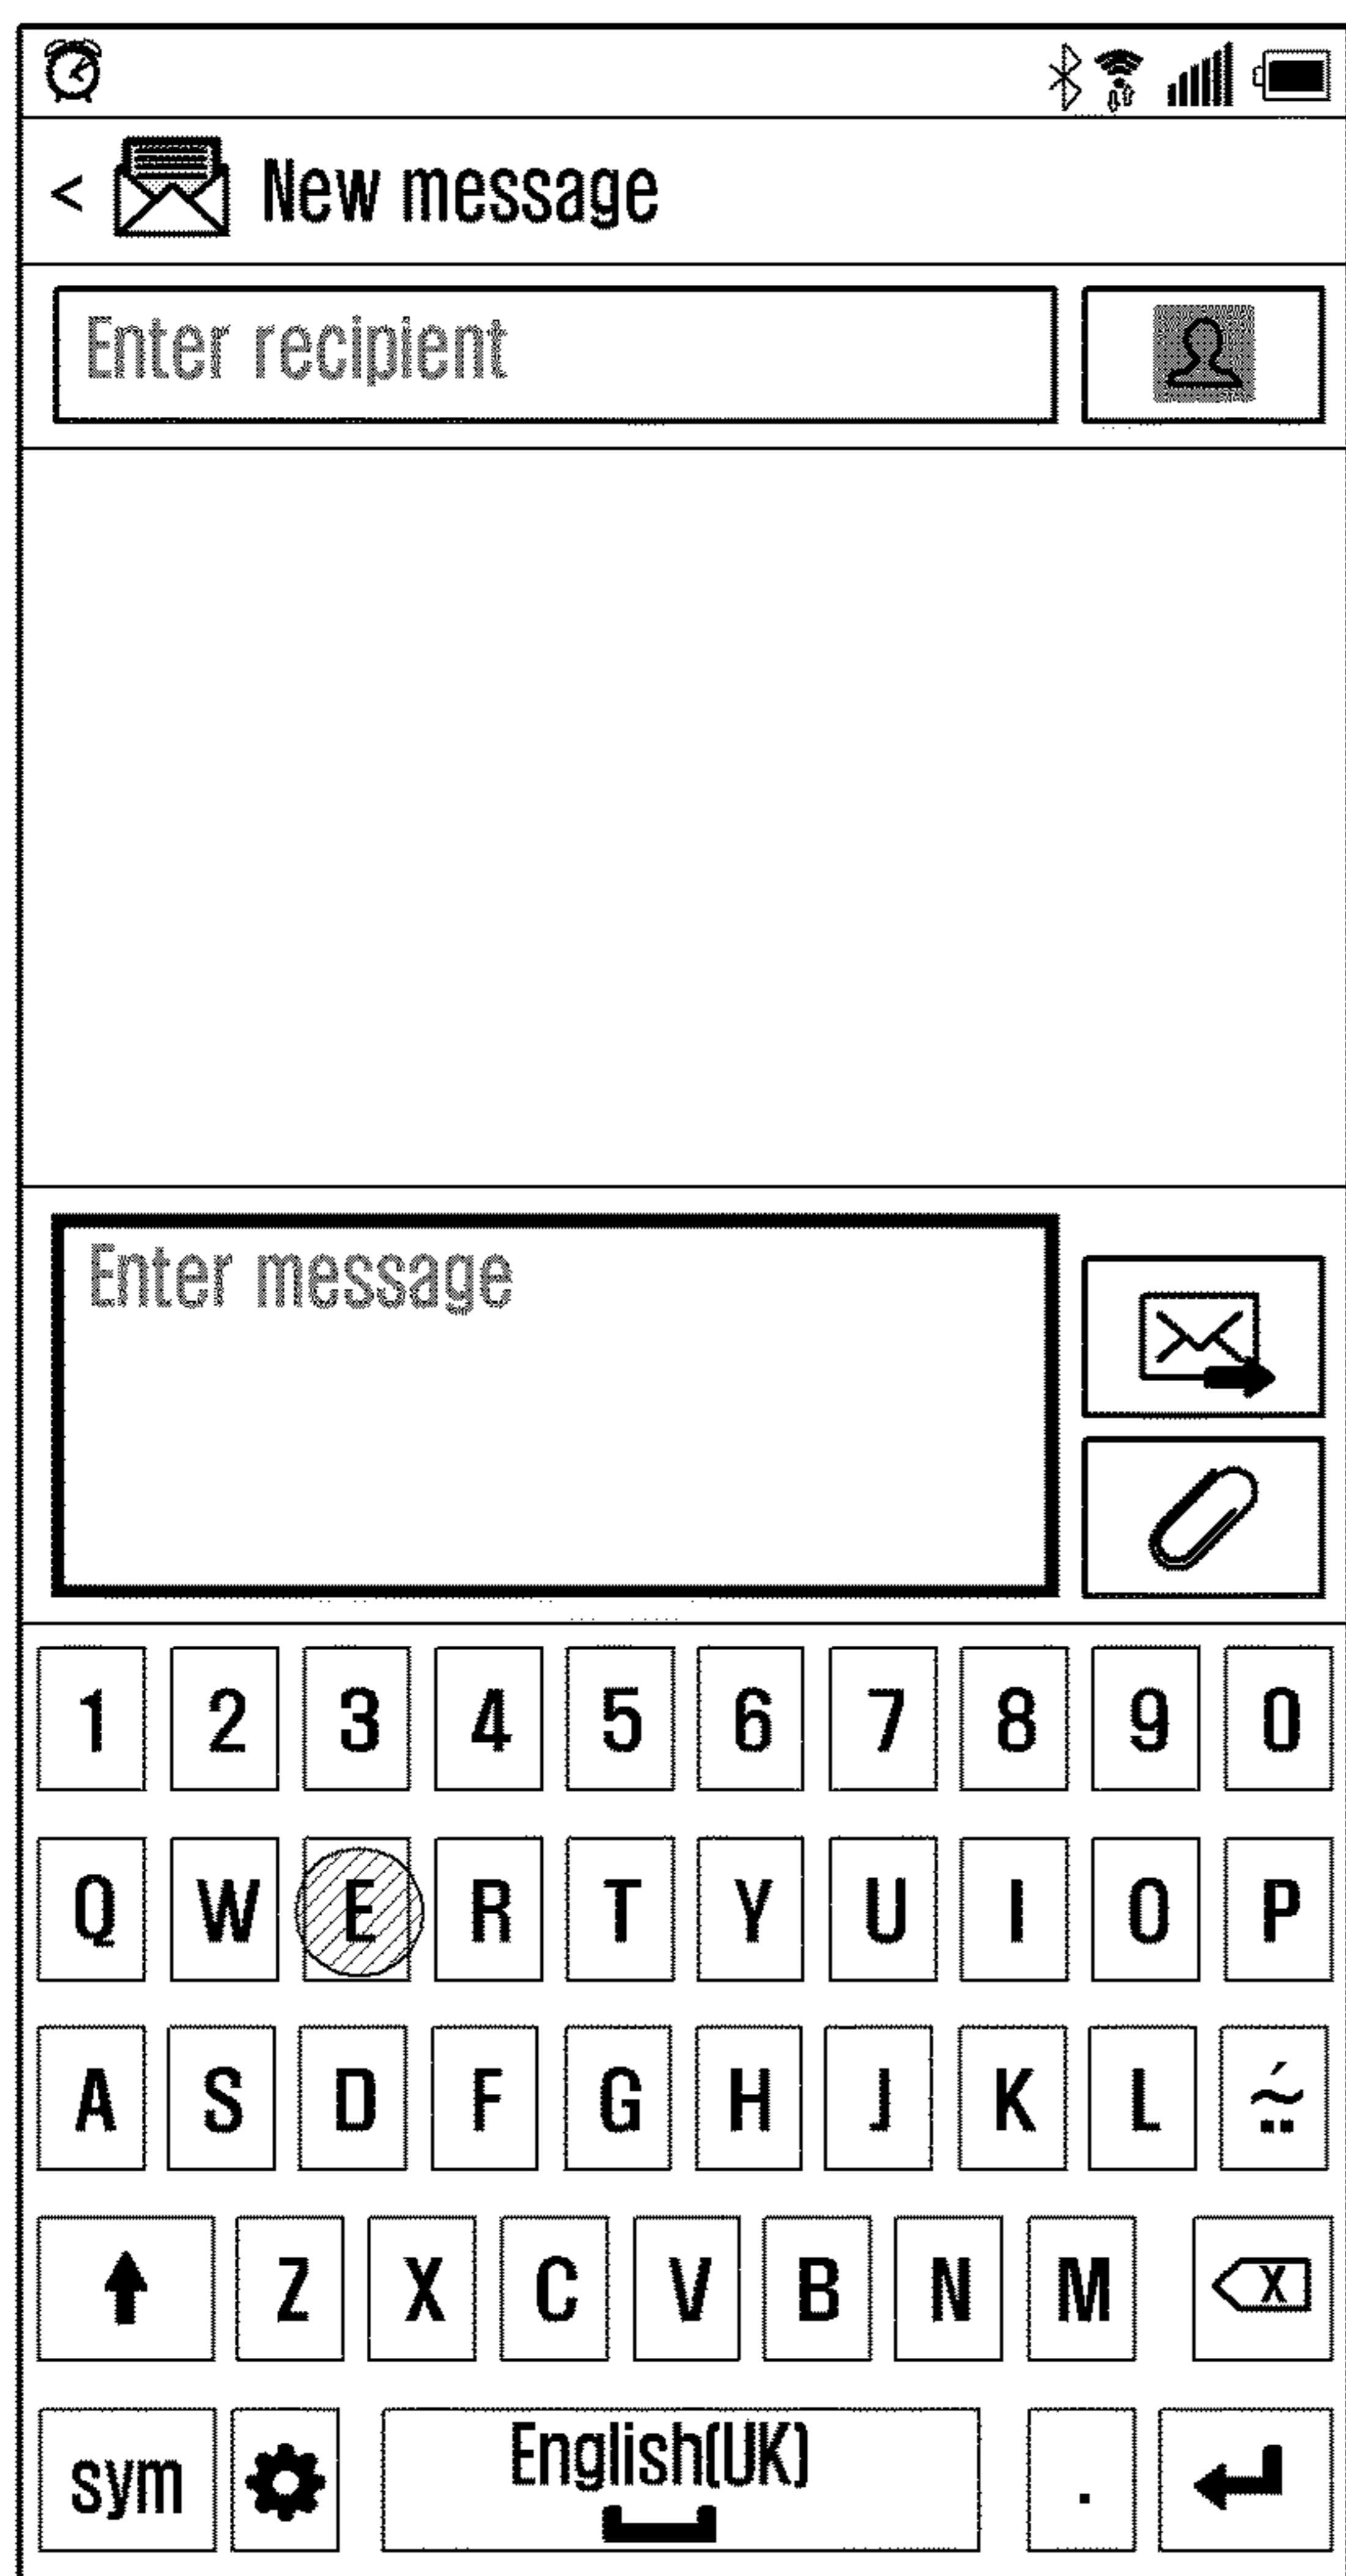 < New message
Enter recipient
Enter message
1 2 3 4 5 6 7 8 9 0
Q W E R T Y U I O P
A S D F G H J K L ~́̈
Z X C V B N M X
sym English(UK) .